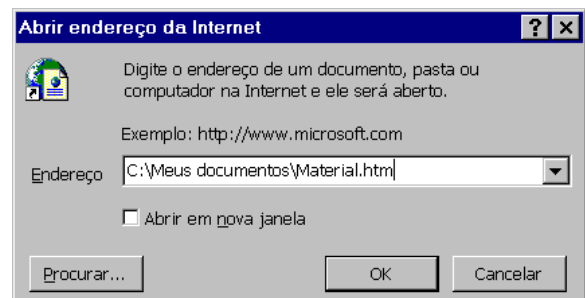 Abrir endereço da Internet
Digite o endereço de um documento, pasta ou
computador na Internet e ele será aberto.
Exemplo: http://www.microsoft.com
Endereço C:\Meus documentos\Material.htm
Abrir em nova janela
Procurar... OK Cancelar